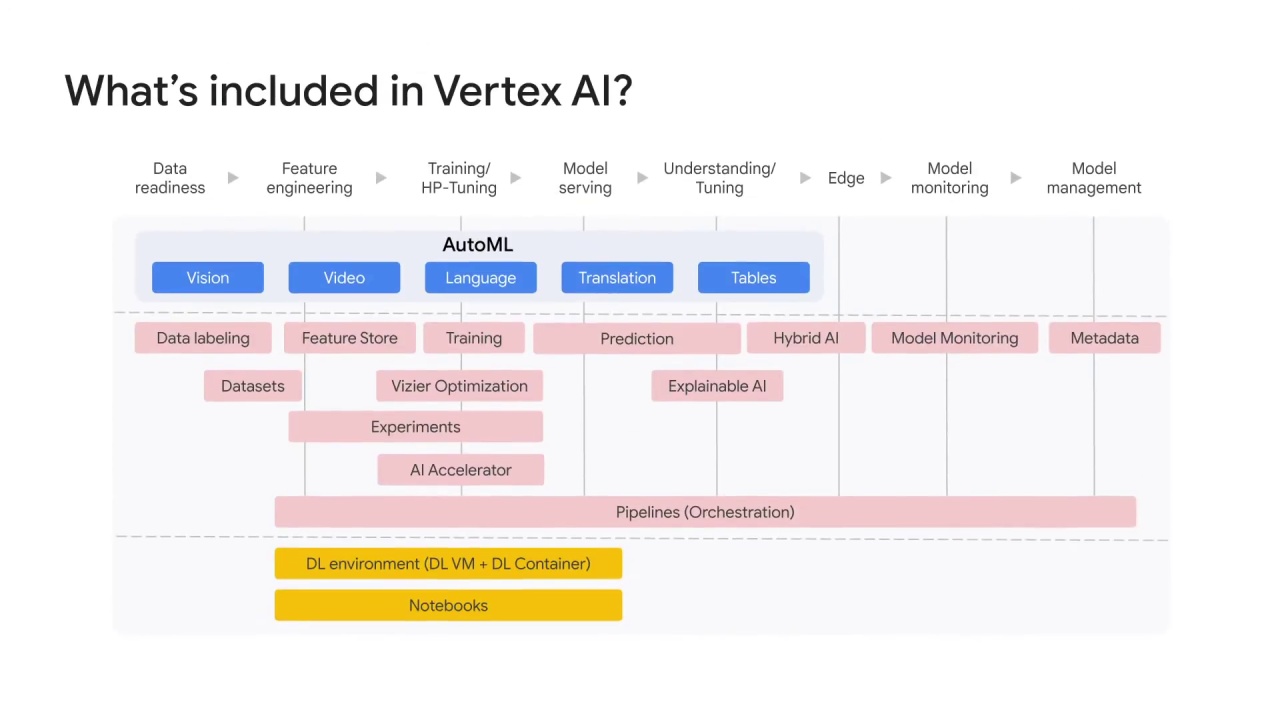 What’s included in Vertex AI?
Data
readiness
Feature
engineering
Training/
HP-Tuning
Model
serving
Understanding/
Tuning
Edge
Model
monitoring
Model
management
AutoML
Vision
Video
Language
Translation
Tables
Data labeling
Feature Store
Training
Prediction
Hybrid AI
Model Monitoring
Metadata
Datasets
Vizier Optimization
Explainable AI
Experiments
AI Accelerator
Pipelines (Orchestration)
DL environment (DL VM + DL Container)
Notebooks